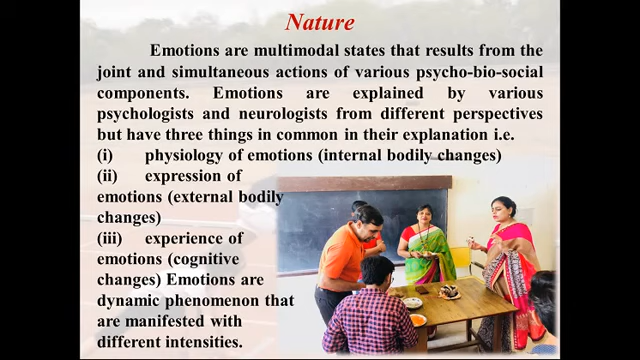 Nature
Emotions are multimodal states that results from the
joint and simultaneous actions of various psycho-bio-social
components. Emotions are explained by various
psychologists and neurologists from different perspectives
but have three things in common in their explanation i.e.
(i) physiology of emotions (internal bodily changes)
(ii) expression of
emotions (external bodily
changes)
(iii) experience of
emotions (cognitive
changes) Emotions are
dynamic phenomenon that
are manifested with
different intensities.